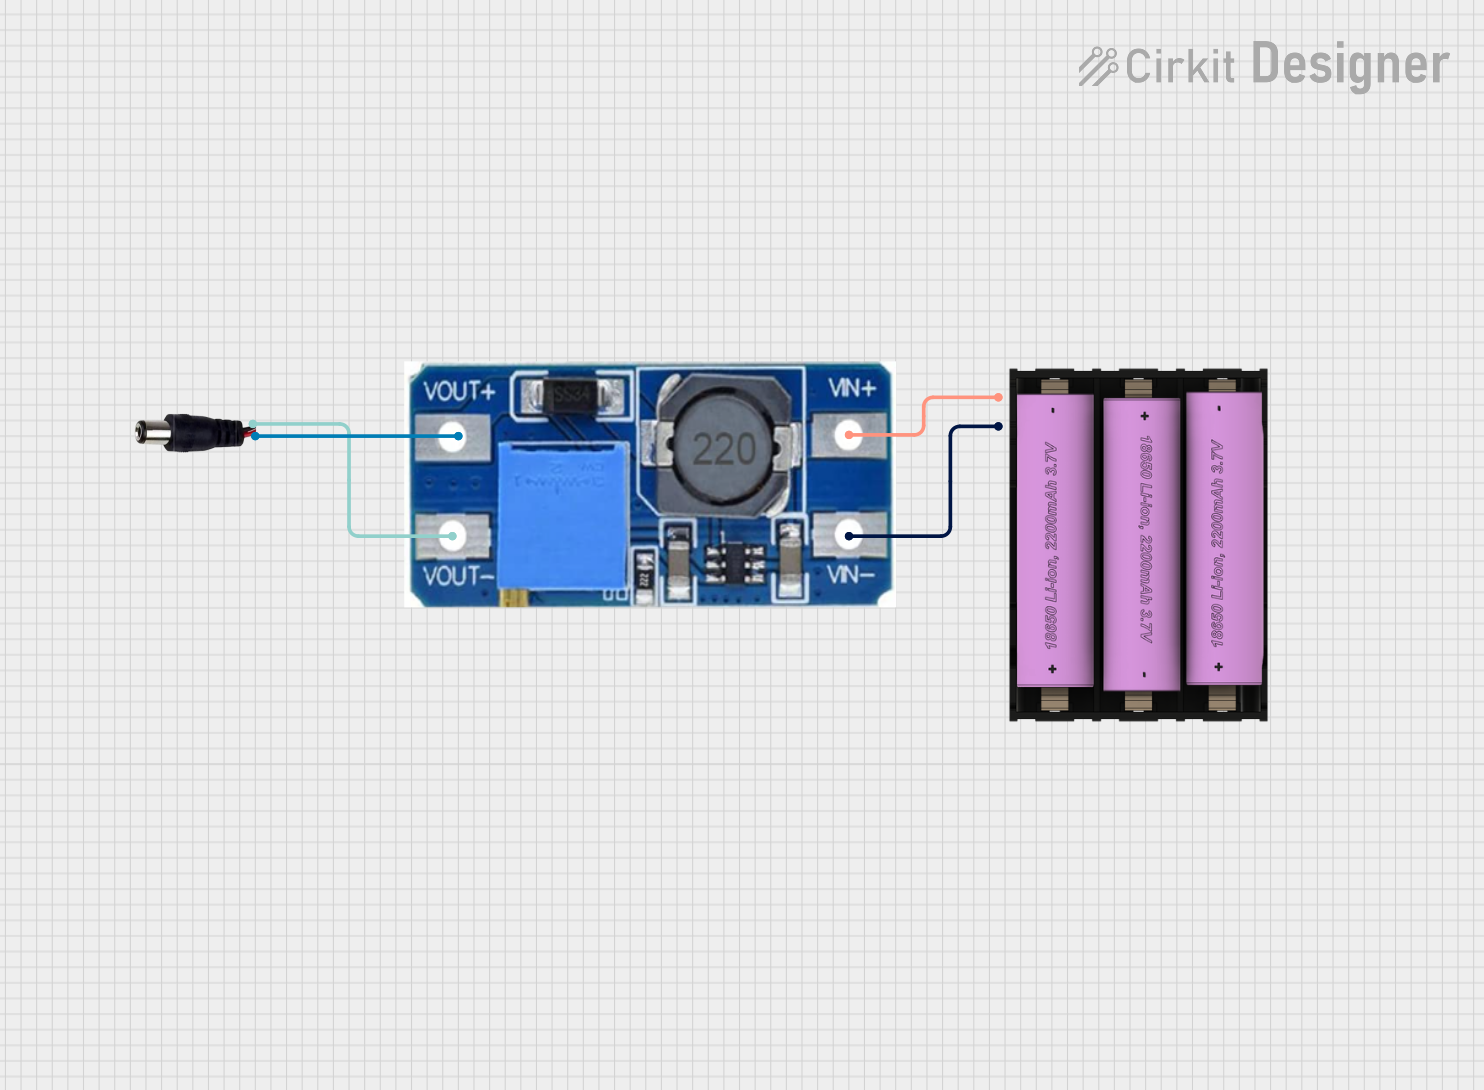 Cirkit Designer
VOUT+
VIN+
SS34
220
VOUT-
VIN-
222
-
18650 Li-ion, 2200mAh 3.7V
+
+
18650 Li-ion, 2200mAh 3.7V
-
-
18650 Li-ion, 2200mAh 3.7V
+